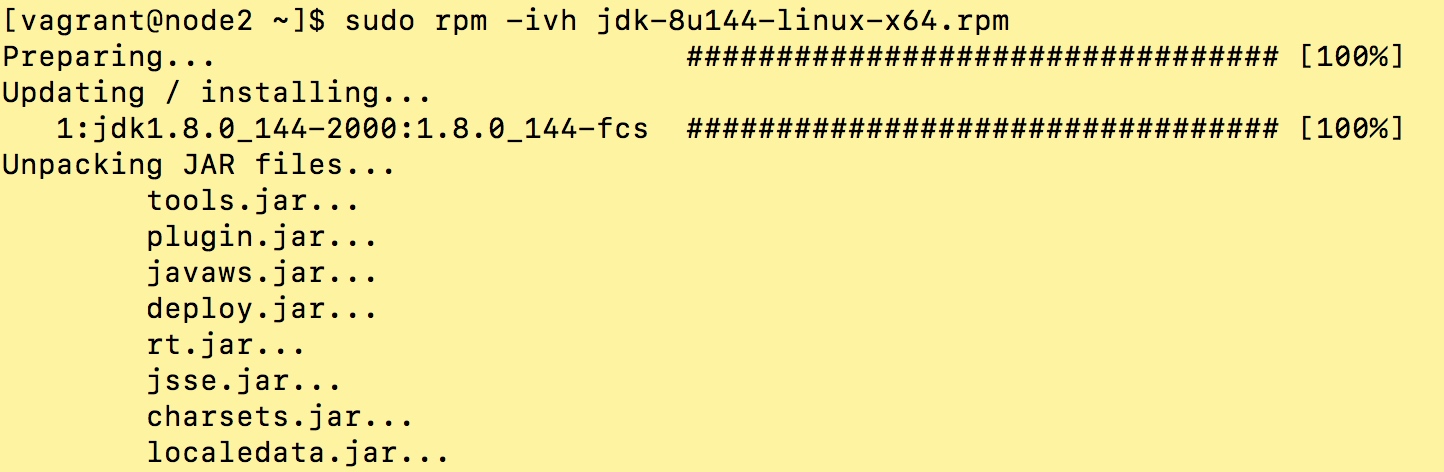 [vagrant@node2 ~]$ sudo rpm -ivh jdk-8u144-linux-x64.rpm
Preparing...                          ################################# [100%]
Updating / installing...
   1:jdk1.8.0_144-2000:1.8.0_144-fcs  ################################# [100%]
Unpacking JAR files...
        tools.jar...
        plugin.jar...
        javaws.jar...
        deploy.jar...
        rt.jar...
        jsse.jar...
        charsets.jar...
        localedata.jar...